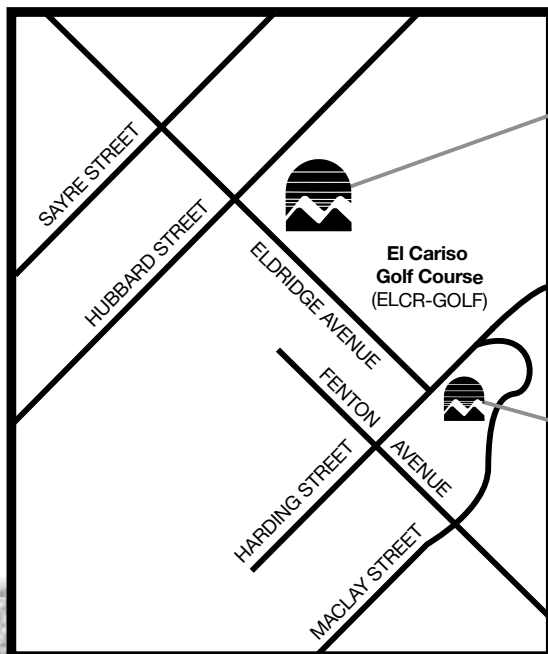 SAYRE STREET
HUBBARD STREET
ELDRIDGE AVENUE
El Cariso
Golf Course
(ELCR-GOLF)
FENTON
AVENUE
HARDING STREET
MACLAY STREET